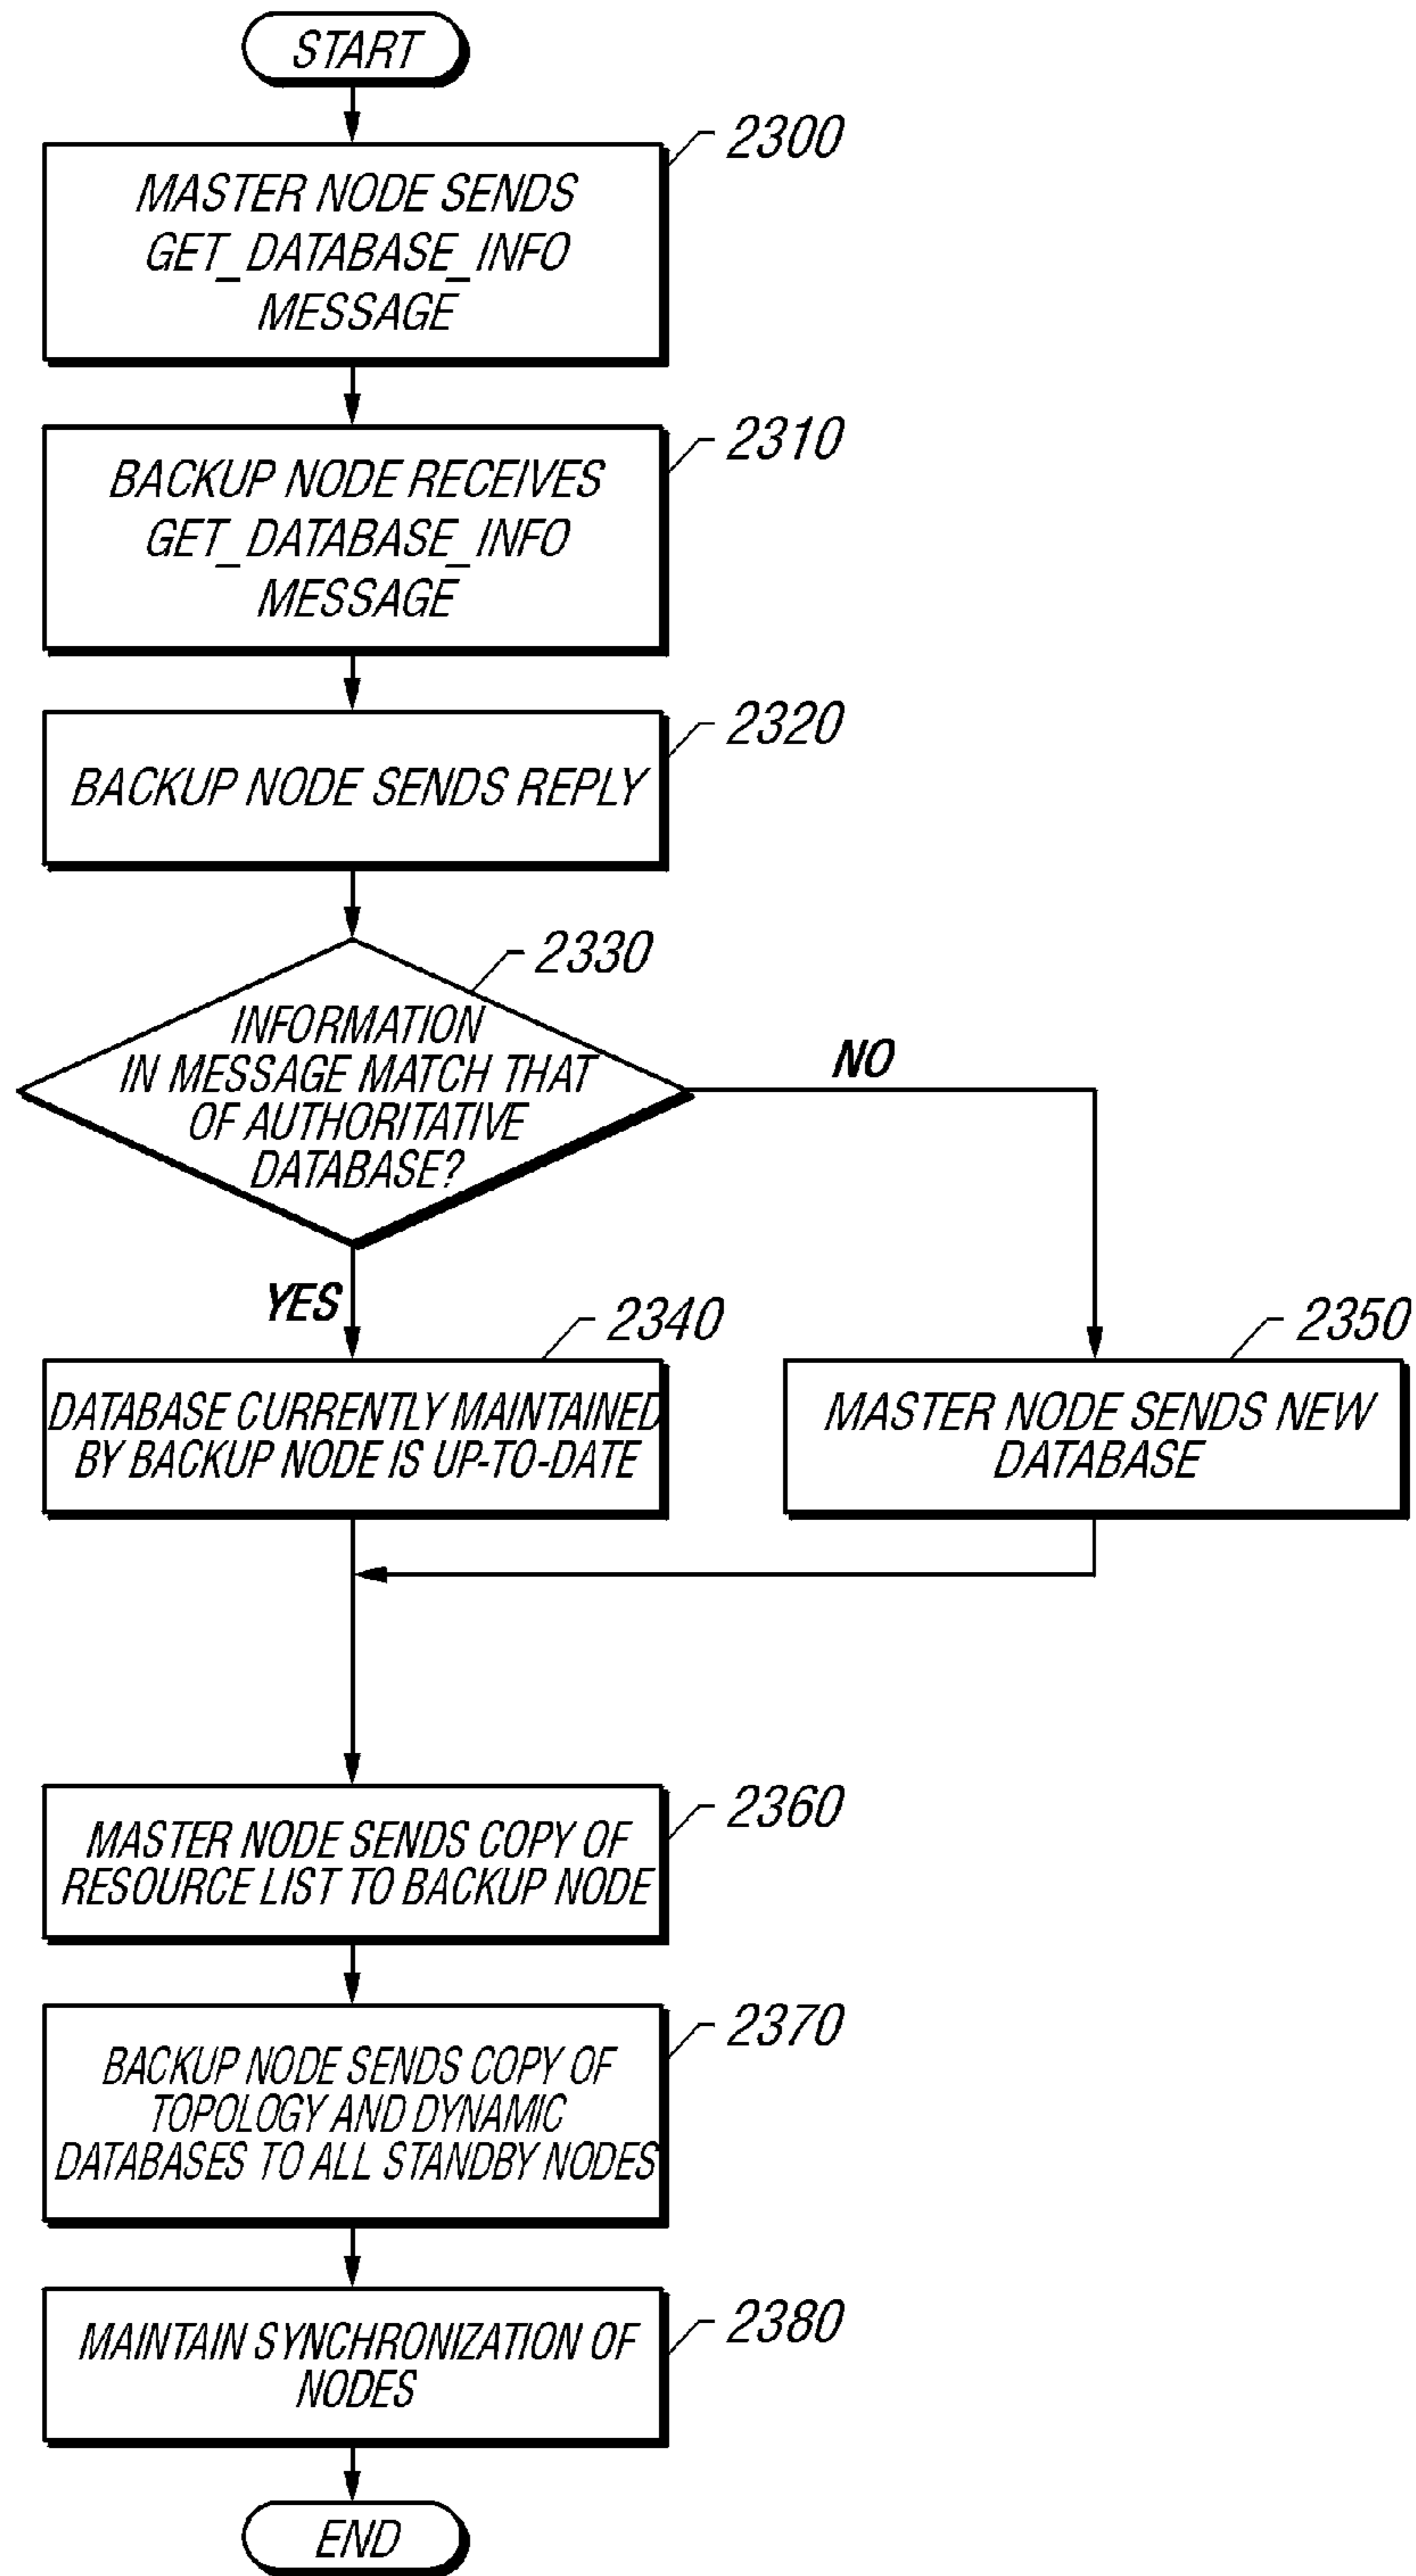 START
2300
MASTER NODE SENDS
GET_DATABASE_INFO
MESSAGE
2310
BACKUP NODE RECEIVES
GET_DATABASE_INFO
MESSAGE
2320
BACKUP NODE SENDS REPLY
2330
INFORMATION
IN MESSAGE MATCH THAT
OF AUTHORITATIVE
DATABASE?
NO
YES
2340
DATABASE CURRENTLY MAINTAINED
BY BACKUP NODE IS UP-TO-DATE
2350
MASTER NODE SENDS NEW
DATABASE
2360
MASTER NODE SENDS COPY OF
RESOURCE LIST TO BACKUP NODE
2370
BACKUP NODE SENDS COPY OF
TOPOLOGY AND DYNAMIC
DATABASES TO ALL STANDBY NODES
2380
MAINTAIN SYNCHRONIZATION OF
NODES
END